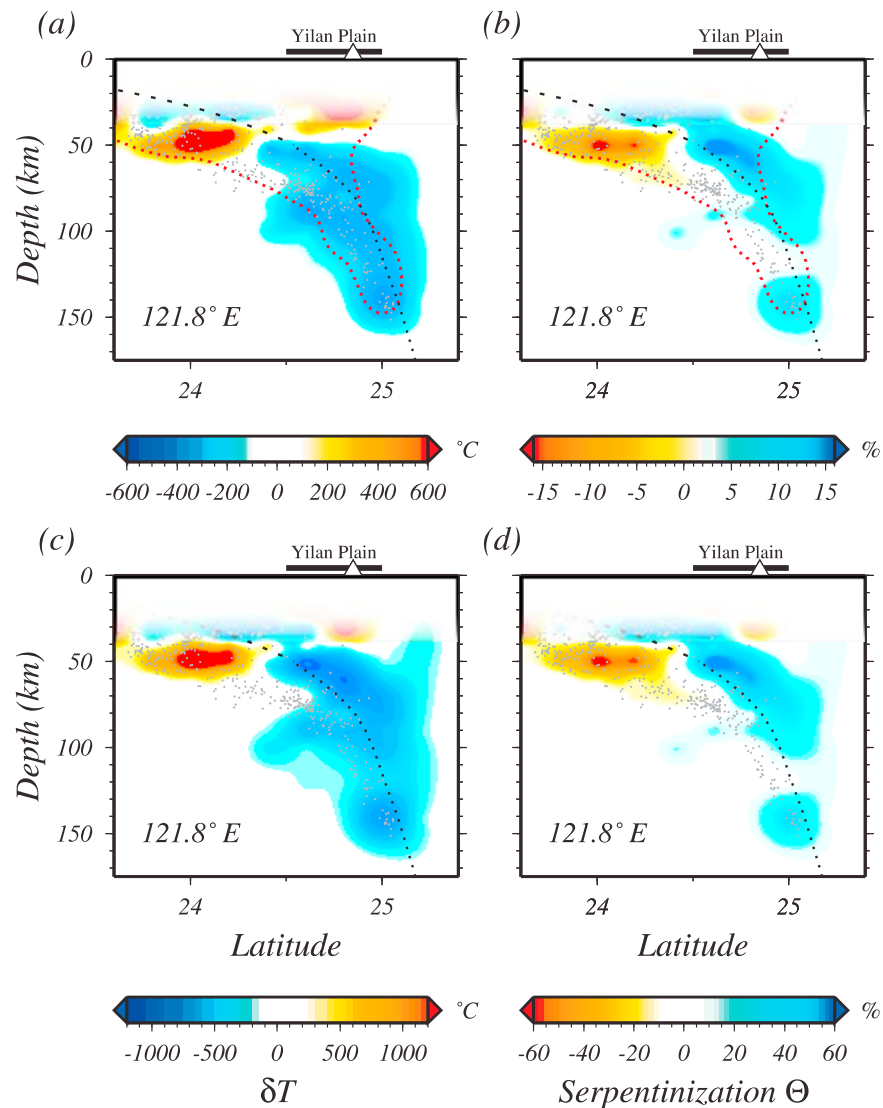 (a)
(b)
Yilan Plain
Yilan Plain
0
50
100
150
Depth (km)
121.8° E
121.8° E
24
25
24
25
-600 -400 -200 0 200 400 600
°C
-15 -10 -5 0 5 10 15
%
(c)
(d)
Yilan Plain
Yilan Plain
0
50
100
150
Depth (km)
121.8° E
121.8° E
24
25
24
25
Latitude
Latitude
-1000 -500 0 500 1000
°C
-60 -40 -20 0 20 40 60
%
δT
Serpentinization Θ